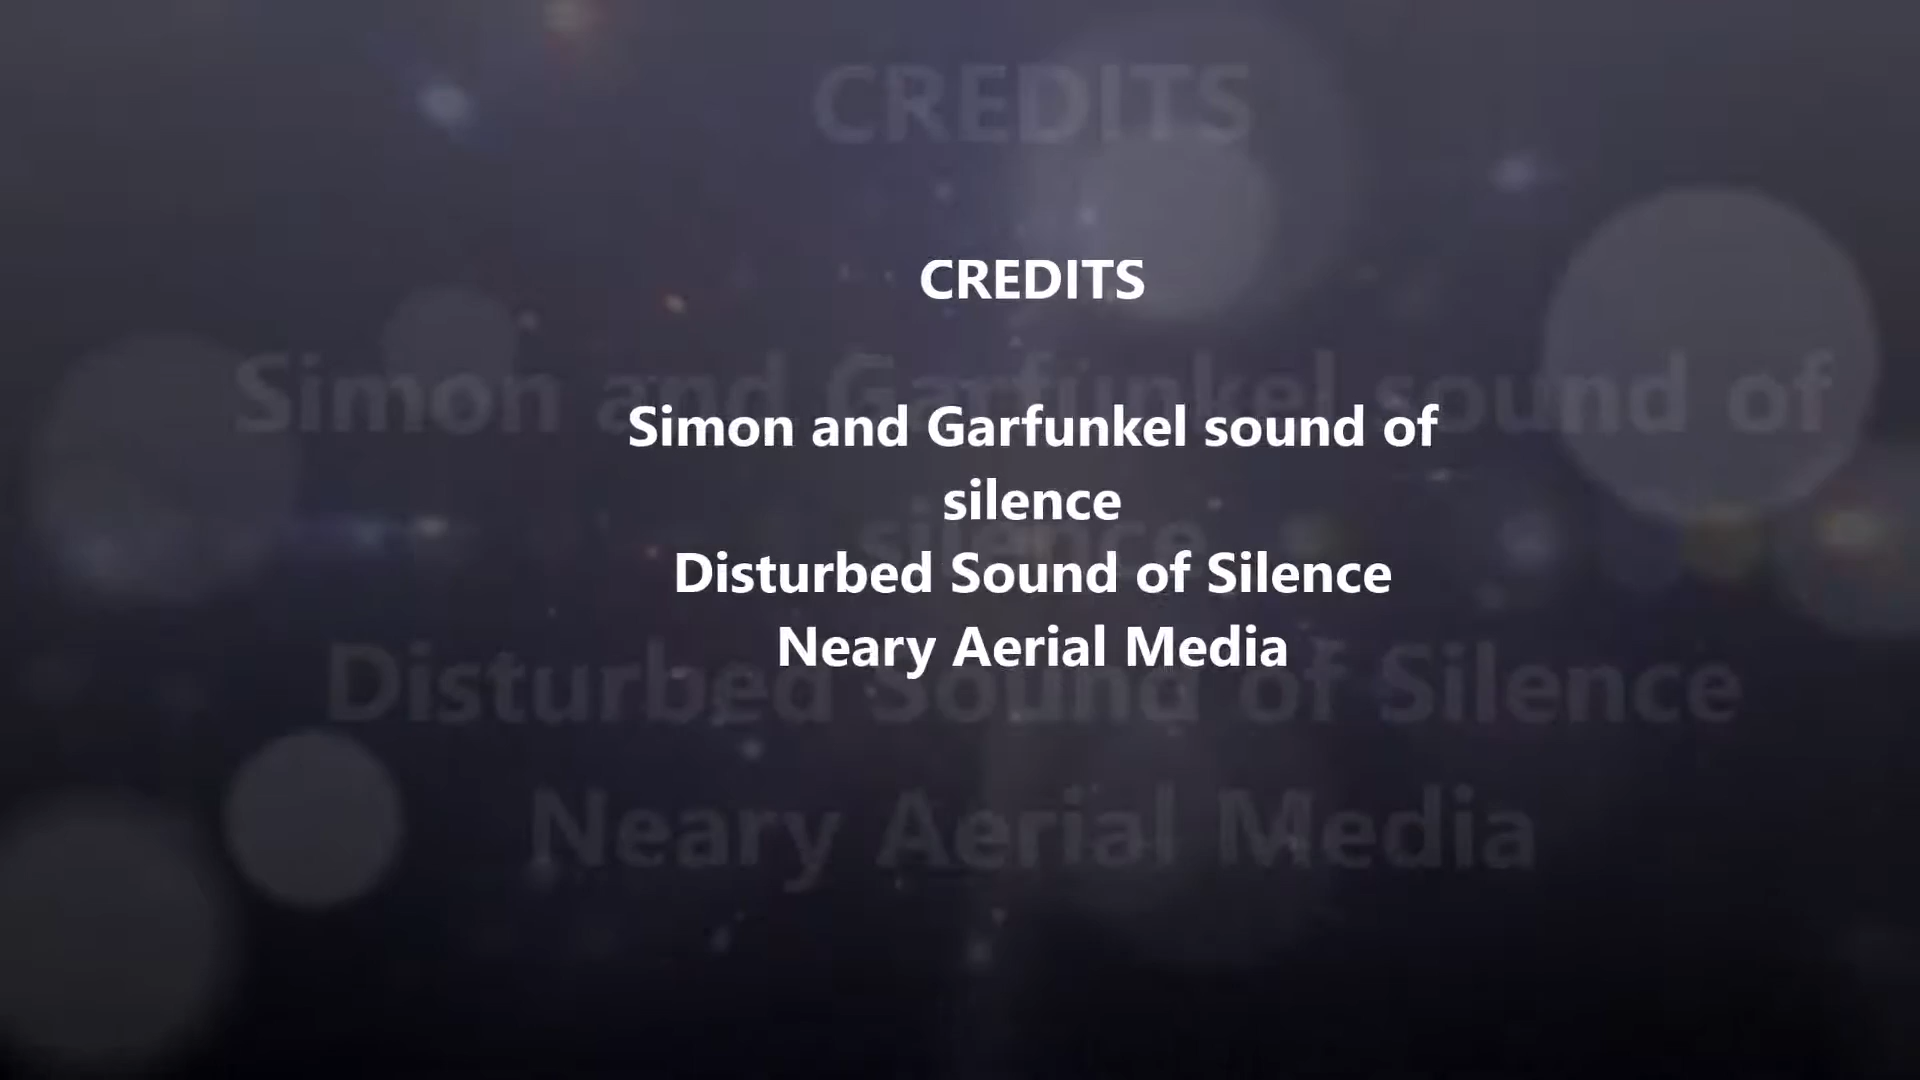 CREDITS
Simon and Garfunkel sound of
silence
Disturbed Sound of Silence
Neary Aerial Media